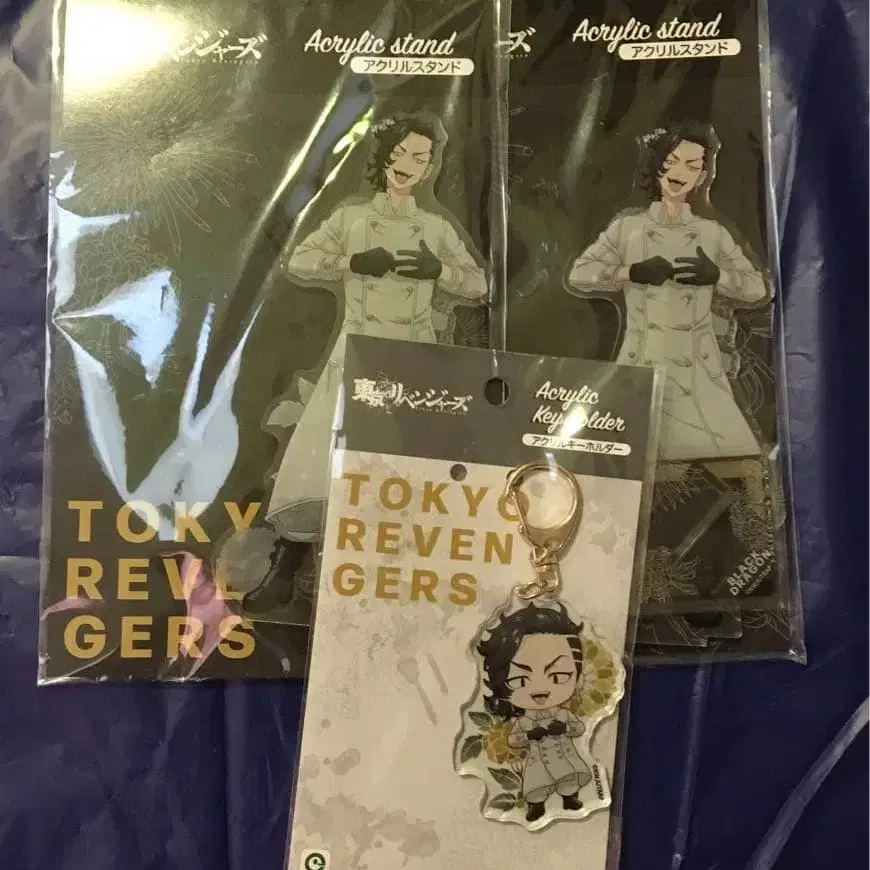 リベンジャーズ
Acrylic stand
アクリルスタンド
TOKY
REVE
GERS
ーズ
Acrylic stand
アクリルスタンド
BLACK
DRAGON
東京リベンジャーズ
Acrylic
Key holder
アクリルキーホルダー
TOKYO
REVEN
GERS